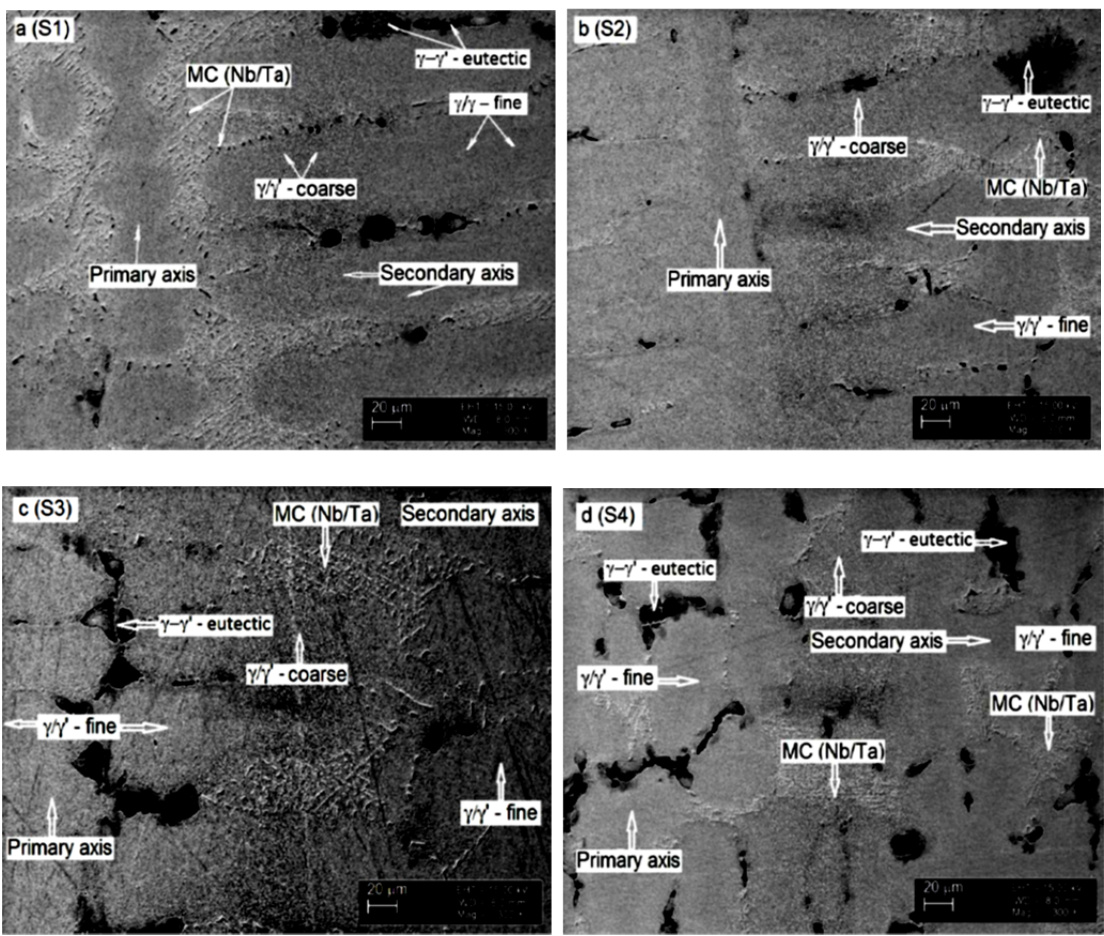 a (S1)
γ–γ' - eutectic
MC (Nb/Ta)
γ/γ – fine
γ/γ' - coarse
Primary axis
Secondary axis
20 μm
b (S2)
γ–γ' - eutectic
γ/γ' - coarse
MC (Nb/Ta)
Secondary axis
Primary axis
γ/γ' - fine
20 μm
c (S3)
MC (Nb/Ta)
Secondary axis
γ–γ' - eutectic
γ/γ' - coarse
γ/γ' - fine
γ/γ' - fine
Primary axis
20 μm
d (S4)
γ–γ' - eutectic
γ–γ' - eutectic
γ/γ' - coarse
Secondary axis
γ/γ' - fine
γ/γ' - fine
MC (Nb/Ta)
MC (Nb/Ta)
Primary axis
20 μm